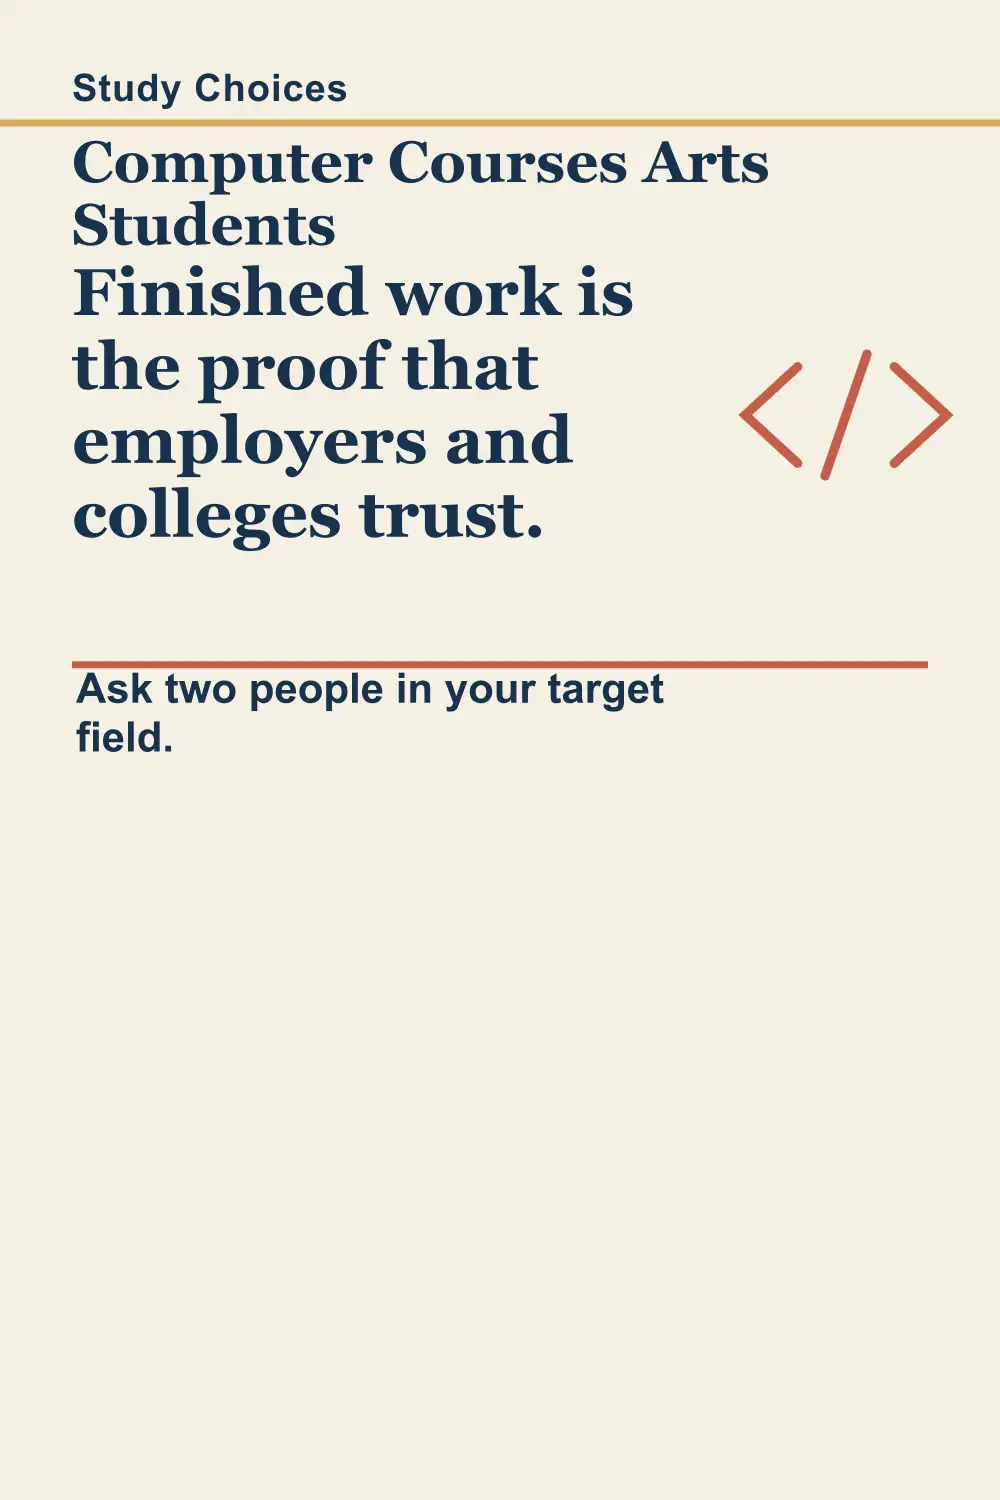 Study Choices
Computer Courses Arts
Students
Finished work is
the proof that
employers and
colleges trust.
Ask two people in your target
field.